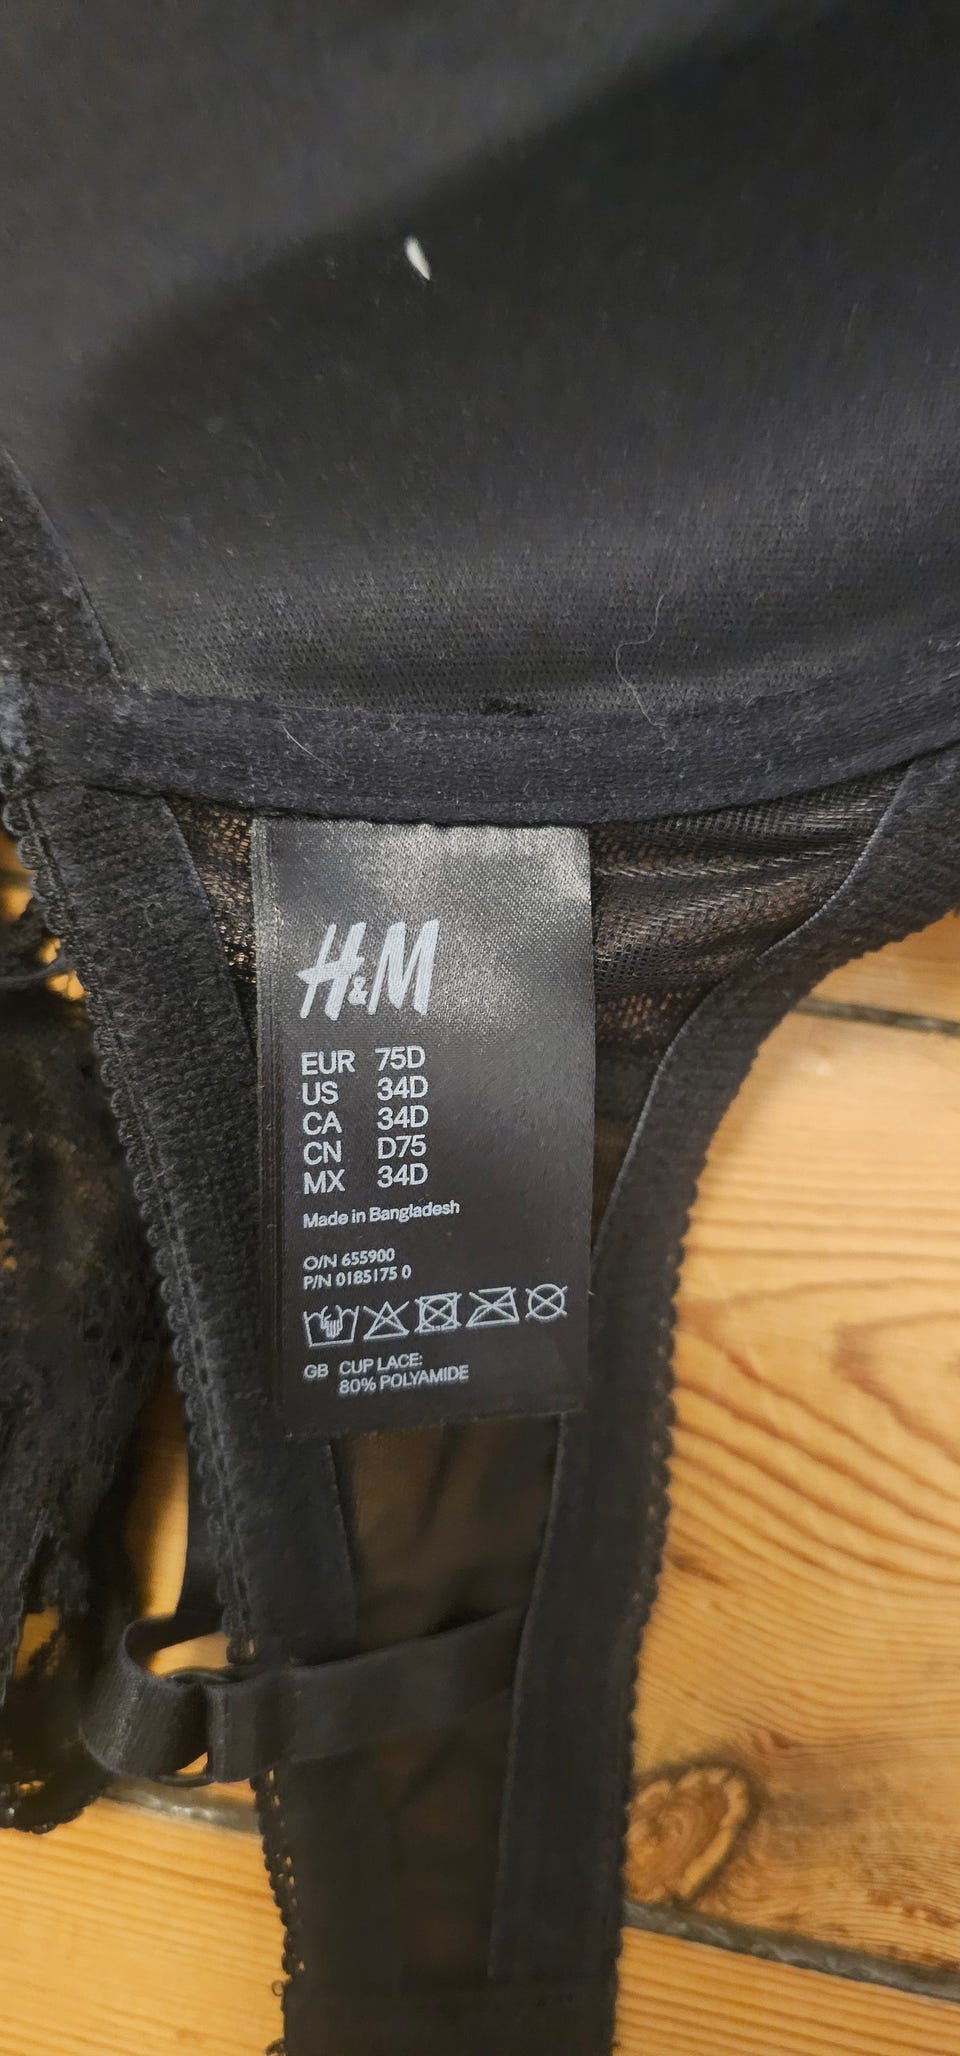 H&M
EUR 75D
US 34D
CA 34D
CN D75
MX 34D
Made in Bangladesh
O/N 655900
P/N 0185175 0
GB CUP LACE:
80% POLYAMIDE